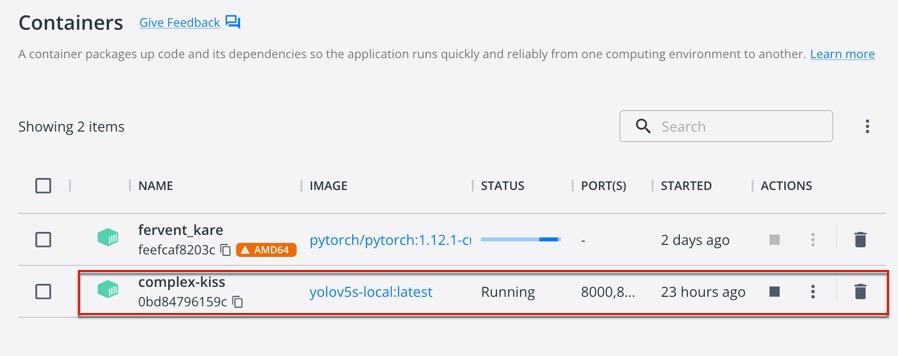 Containers Give Feedback
A container packages up code and its dependencies so the application runs quickly and reliably from one computing environment to another. Learn more
Showing 2 items
Search
NAME IMAGE STATUS PORT(S) STARTED ACTIONS
fervent_kare
feefcaf8203c AMD64 pytorch/pytorch:1.12.1-cu - 2 days ago
complex-kiss
0bd84796159c yolov5s-local:latest Running 8000,8... 23 hours ago